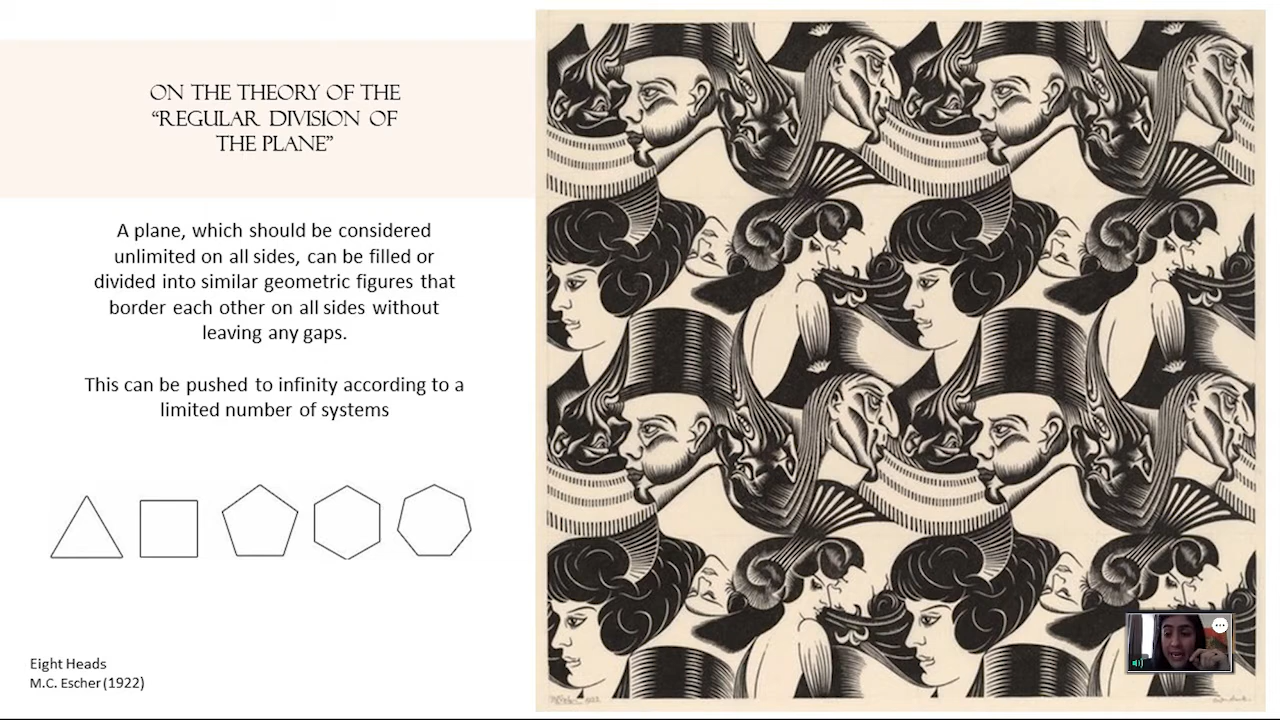 ON THE THEORY OF THE
“REGULAR DIVISION OF
THE PLANE”
A plane, which should be considered
unlimited on all sides, can be filled or
divided into similar geometric figures that
border each other on all sides without
leaving any gaps.
This can be pushed to infinity according to a
limited number of systems
Eight Heads
M.C. Escher (1922)